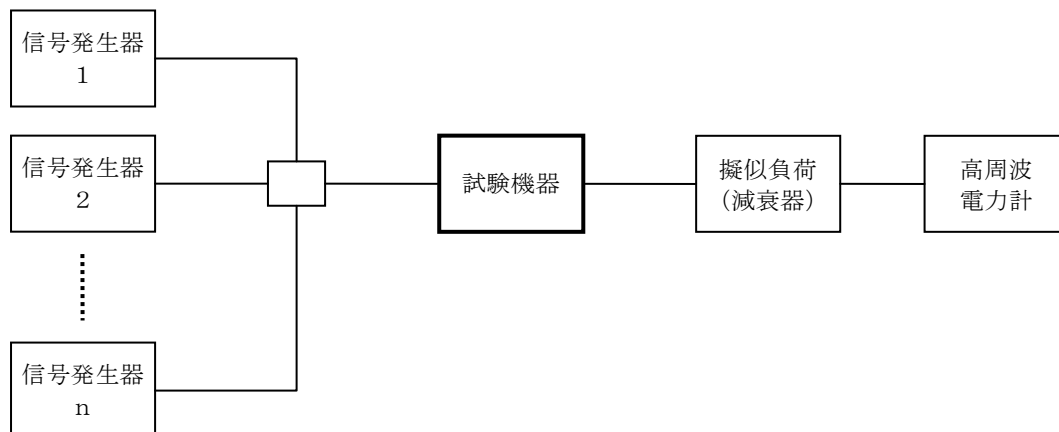 信号発生器
１
信号発生器
２
信号発生器
ｎ
試験機器
擬似負荷
（減衰器）
高周波
電力計